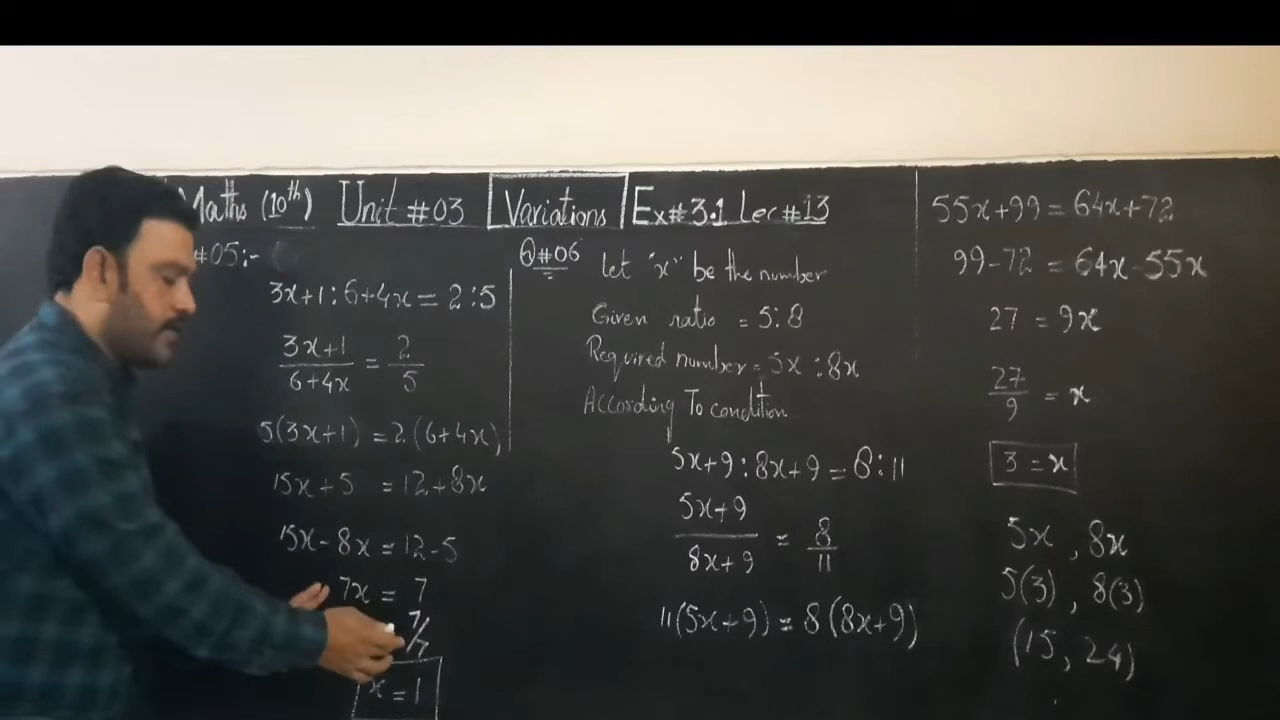 Maths (10th) Unit #03 Variations Ex#3.1 Lec#13
#05:-
3x+1:6+4x=2:5
3x+1/6+4x = 2/5
5(3x+1)=2(6+4x)
15x+5 =12+8x
15x-8x=12-5
7x = 7
7/7
x = 1
Q#06
Let "x" be the number
Given ratio = 5:8
Required number = 5x :8x
According To condition
5x+9:8x+9=8:11
5x+9/8x+9 = 8/11
11(5x+9) = 8(8x+9)
55x+99=64x+72
99-72=64x-55x
27 = 9x
27/9 = x
3 = x
5x , 8x
5(3) , 8(3)
(15, 24)